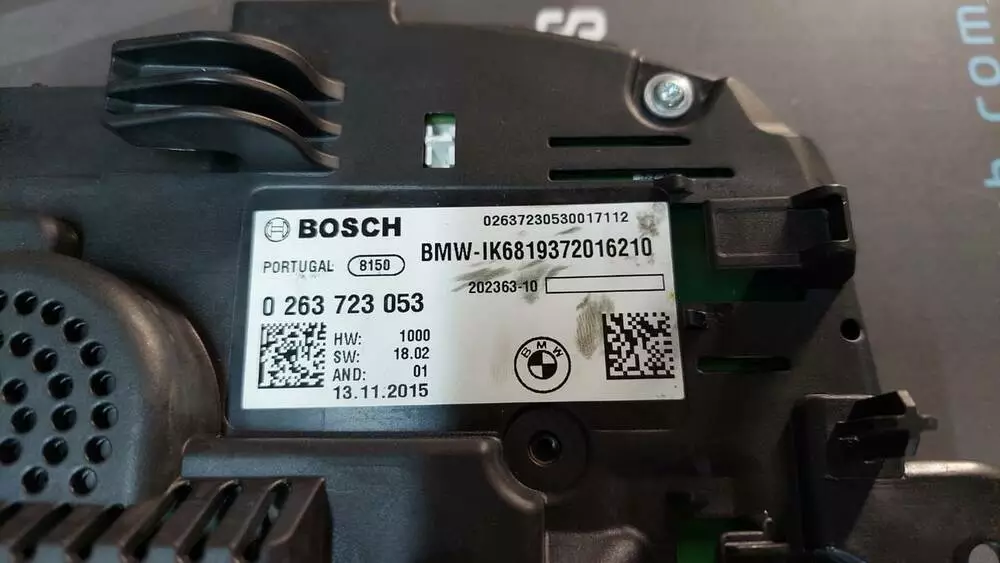 BOSCH
02637230530017112
BMW-IK6819372016210
PORTUGAL 8150
202363-10
0 263 723 053
HW: 1000
SW: 18.02
AND: 01
13.11.2015
BMW